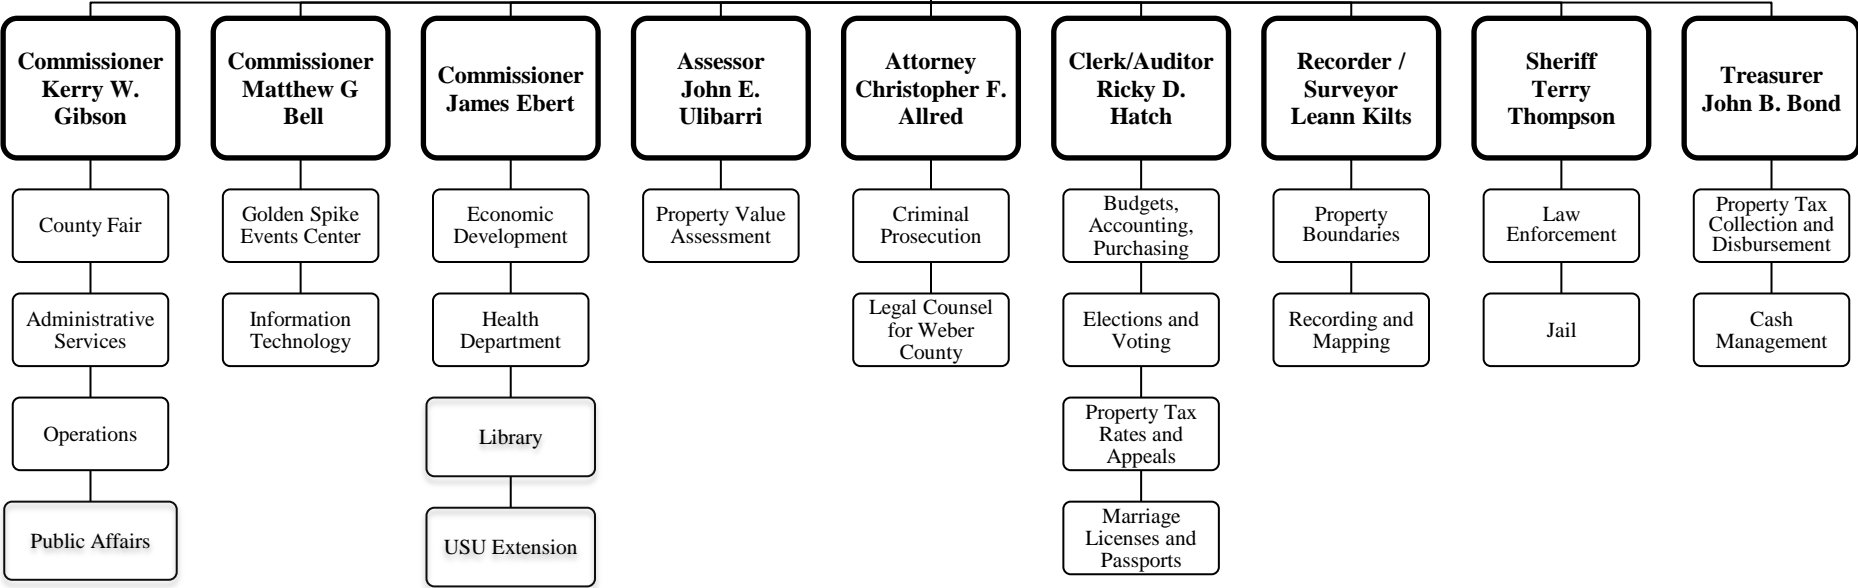 Commissioner
Kerry W.
Gibson
County Fair
Administrative
Services
Operations
Public Affairs
Commissioner
Matthew G
Bell
Golden Spike
Events Center
Information
Technology
Commissioner
James Ebert
Economic
Development
Health
Department
Library
USU Extension
Assessor
John E.
Ulibarri
Property Value
Assessment
Attorney
Christopher F.
Allred
Criminal
Prosecution
Legal Counsel
for Weber
County
Clerk/Auditor
Ricky D.
Hatch
Budgets,
Accounting,
Purchasing
Elections and
Voting
Property Tax
Rates and
Appeals
Marriage
Licenses and
Passports
Recorder /
Surveyor
Leann Kilts
Property
Boundaries
Recording and
Mapping
Sheriff
Terry
Thompson
Law
Enforcement
Jail
Treasurer
John B. Bond
Property Tax
Collection and
Disbursement
Cash
Management